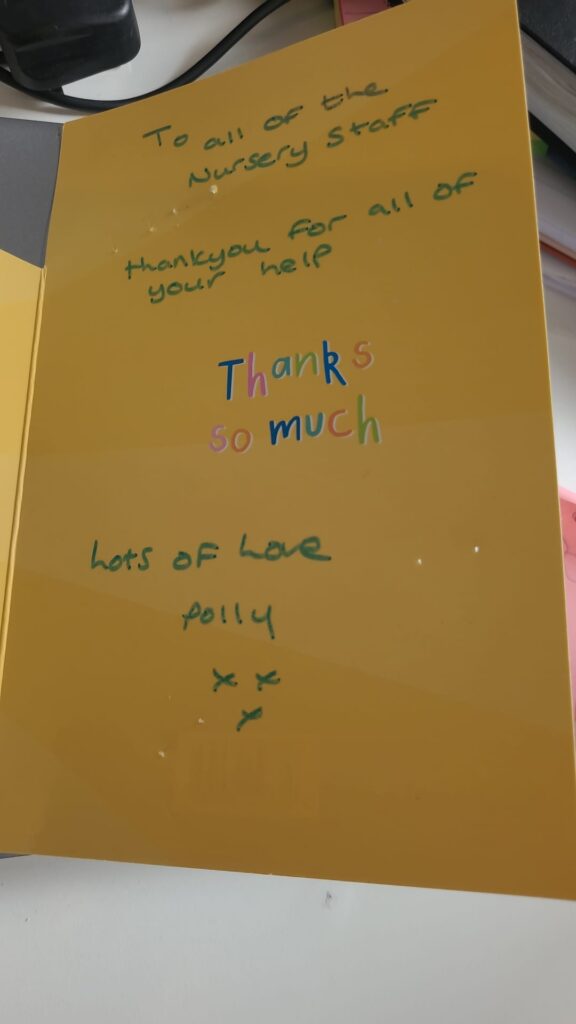 To all of the
Nursery Staff
thankyou for all of
your help
Thanks
so much
Lots of Love
Polly
x x
x